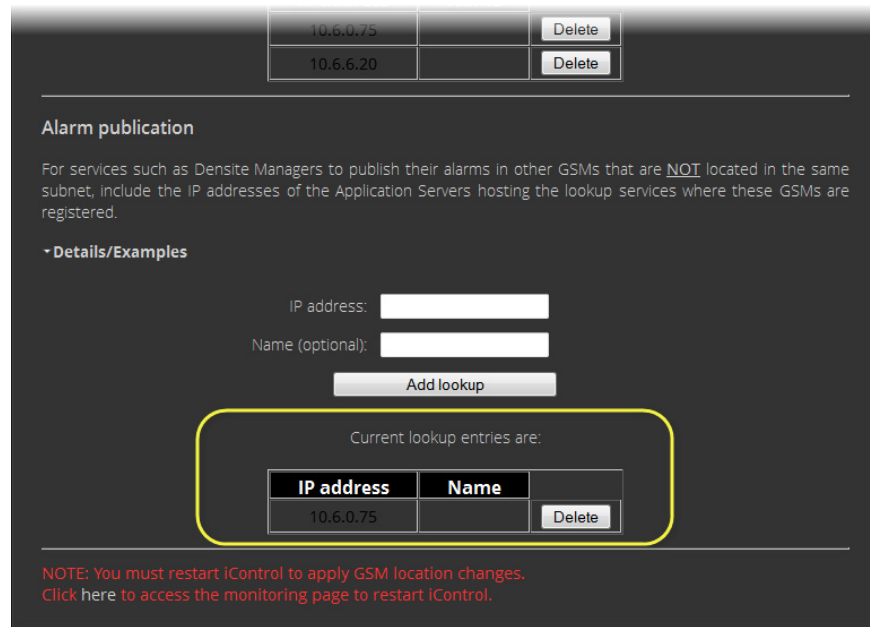 10.6.0.75 Delete
10.6.6.20 Delete
Alarm publication
For services such as Densite Managers to publish their alarms in other GSMs that are NOT located in the same
subnet, include the IP addresses of the Application Servers hosting the lookup services where these GSMs are
registered.
Details/Examples
IP address:
Name (optional):
Add lookup
Current lookup entries are:
IP address Name
10.6.0.75 Delete
NOTE: You must restart iControl to apply GSM location changes.
Click here to access the monitoring page to restart iControl.